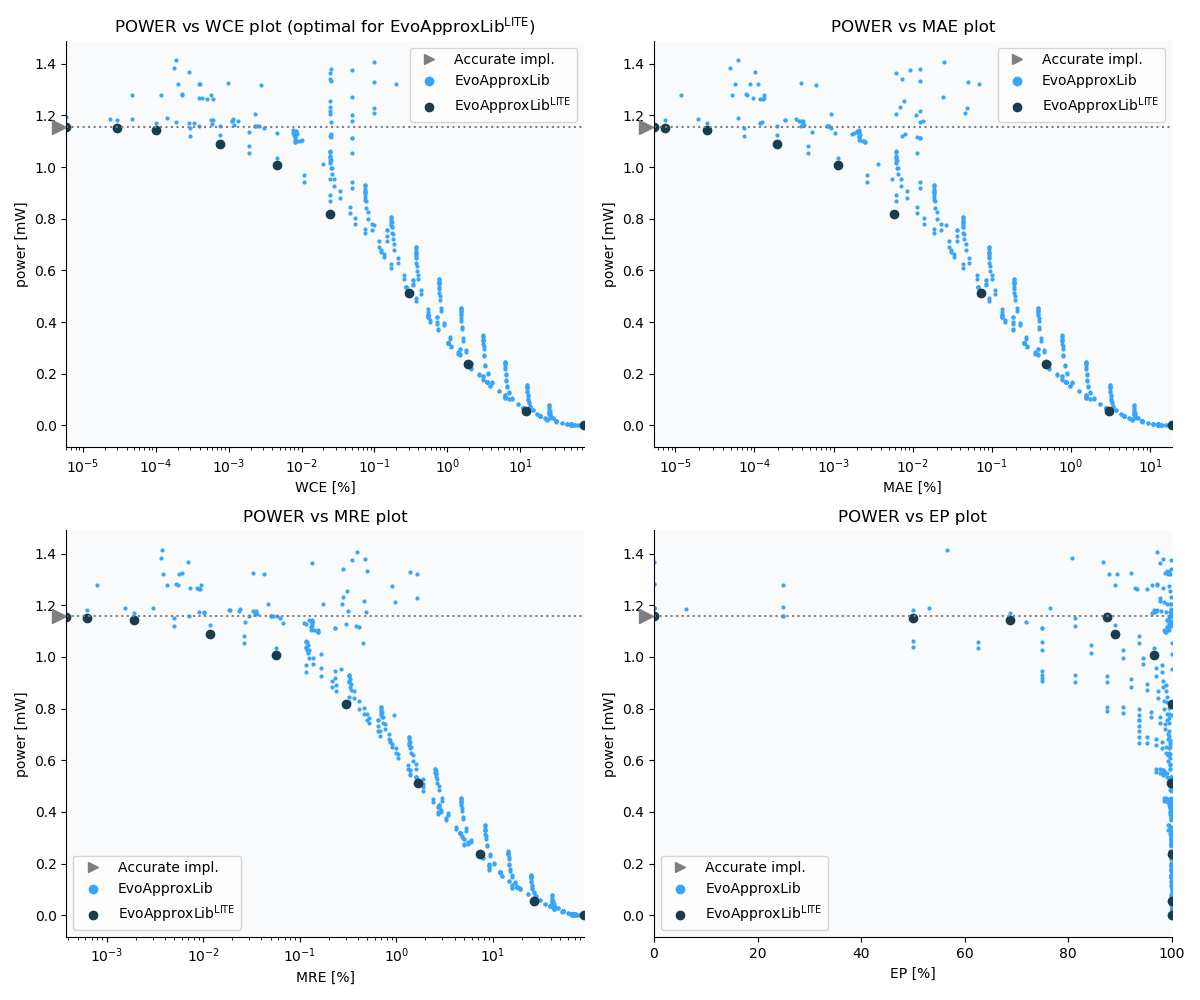 POWER vs WCE plot (optimal for EvoApproxLib^LITE)
Accurate impl.
EvoApproxLib
EvoApproxLib^LITE
power [mW]
1.4
1.2
1.0
0.8
0.6
0.4
0.2
0.0
10^−5 10^−4 10^−3 10^−2 10^−1 10^0 10^1
WCE [%]
POWER vs MAE plot
Accurate impl.
EvoApproxLib
EvoApproxLib^LITE
power [mW]
1.4
1.2
1.0
0.8
0.6
0.4
0.2
0.0
10^−5 10^−4 10^−3 10^−2 10^−1 10^0 10^1
MAE [%]
POWER vs MRE plot
power [mW]
1.4
1.2
1.0
0.8
0.6
0.4
0.2
0.0
Accurate impl.
EvoApproxLib
EvoApproxLib^LITE
10^−3 10^−2 10^−1 10^0 10^1
MRE [%]
POWER vs EP plot
power [mW]
1.4
1.2
1.0
0.8
0.6
0.4
0.2
0.0
Accurate impl.
EvoApproxLib
EvoApproxLib^LITE
0 20 40 60 80 100
EP [%]